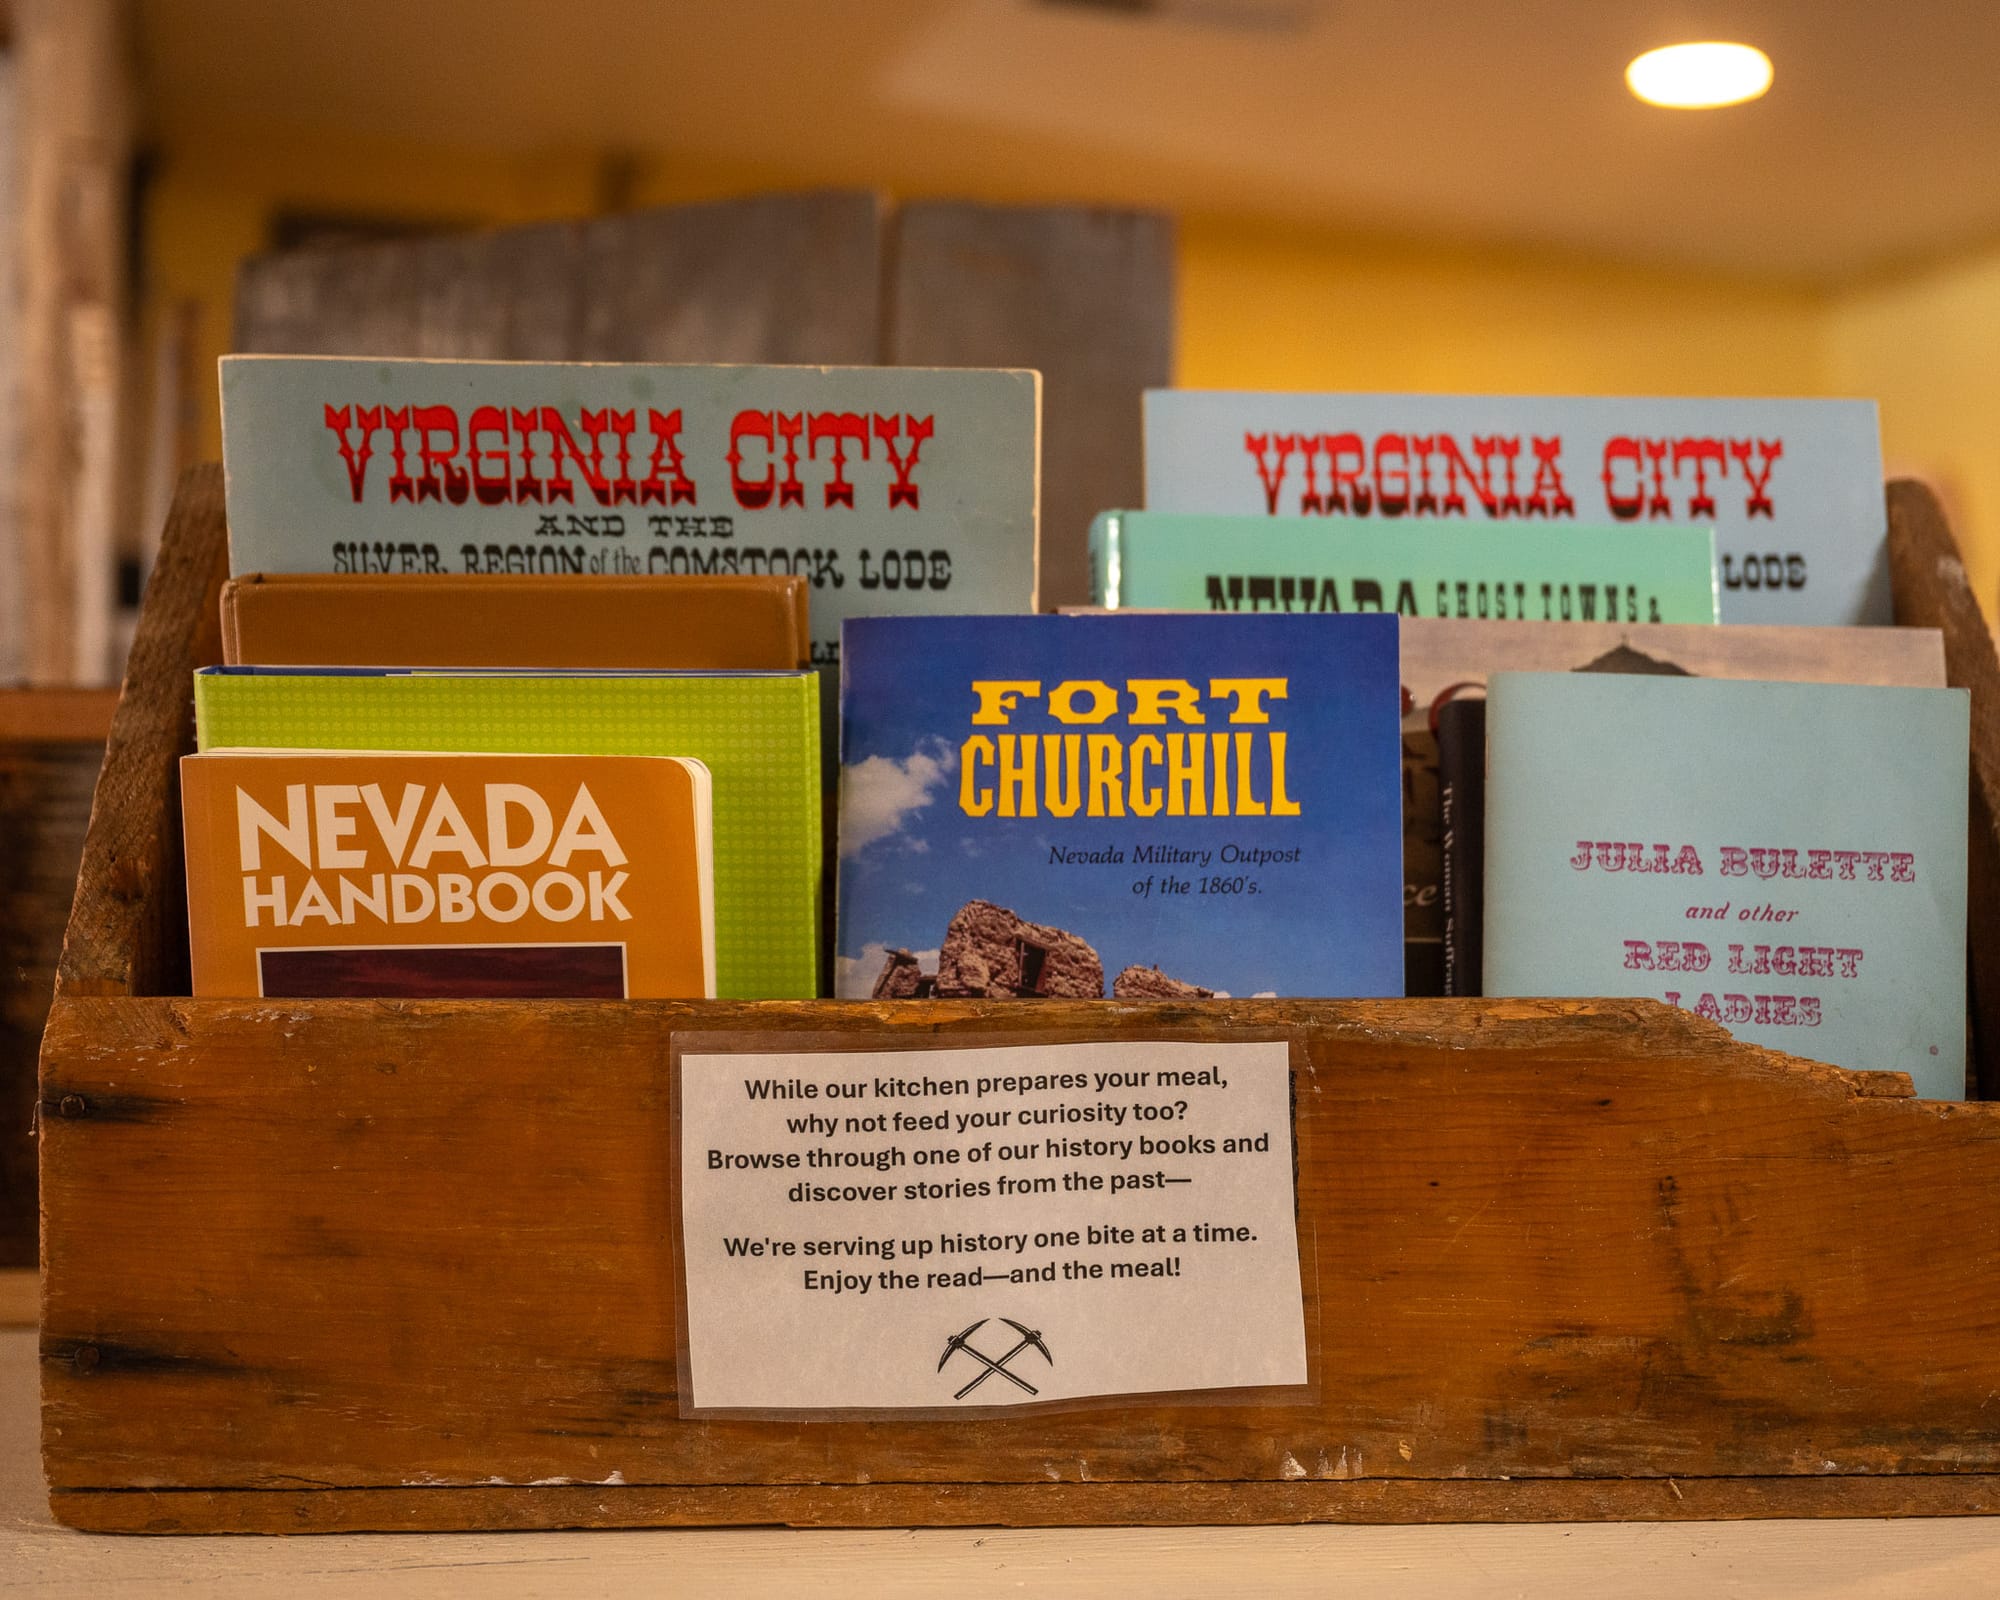 VIRGINIA CITY
AND THE
SILVER REGION of the COMSTOCK LODE
VIRGINIA CITY
LODE
NEVADA GHOST TOWNS &
FORT
CHURCHILL
Nevada Military Outpost
of the 1860's.
NEVADA
HANDBOOK
The Woman
JULIA BULETTE
and other
RED LIGHT
LADIES
While our kitchen prepares your meal,
why not feed your curiosity too?
Browse through one of our history books and
discover stories from the past—
We're serving up history one bite at a time.
Enjoy the read—and the meal!